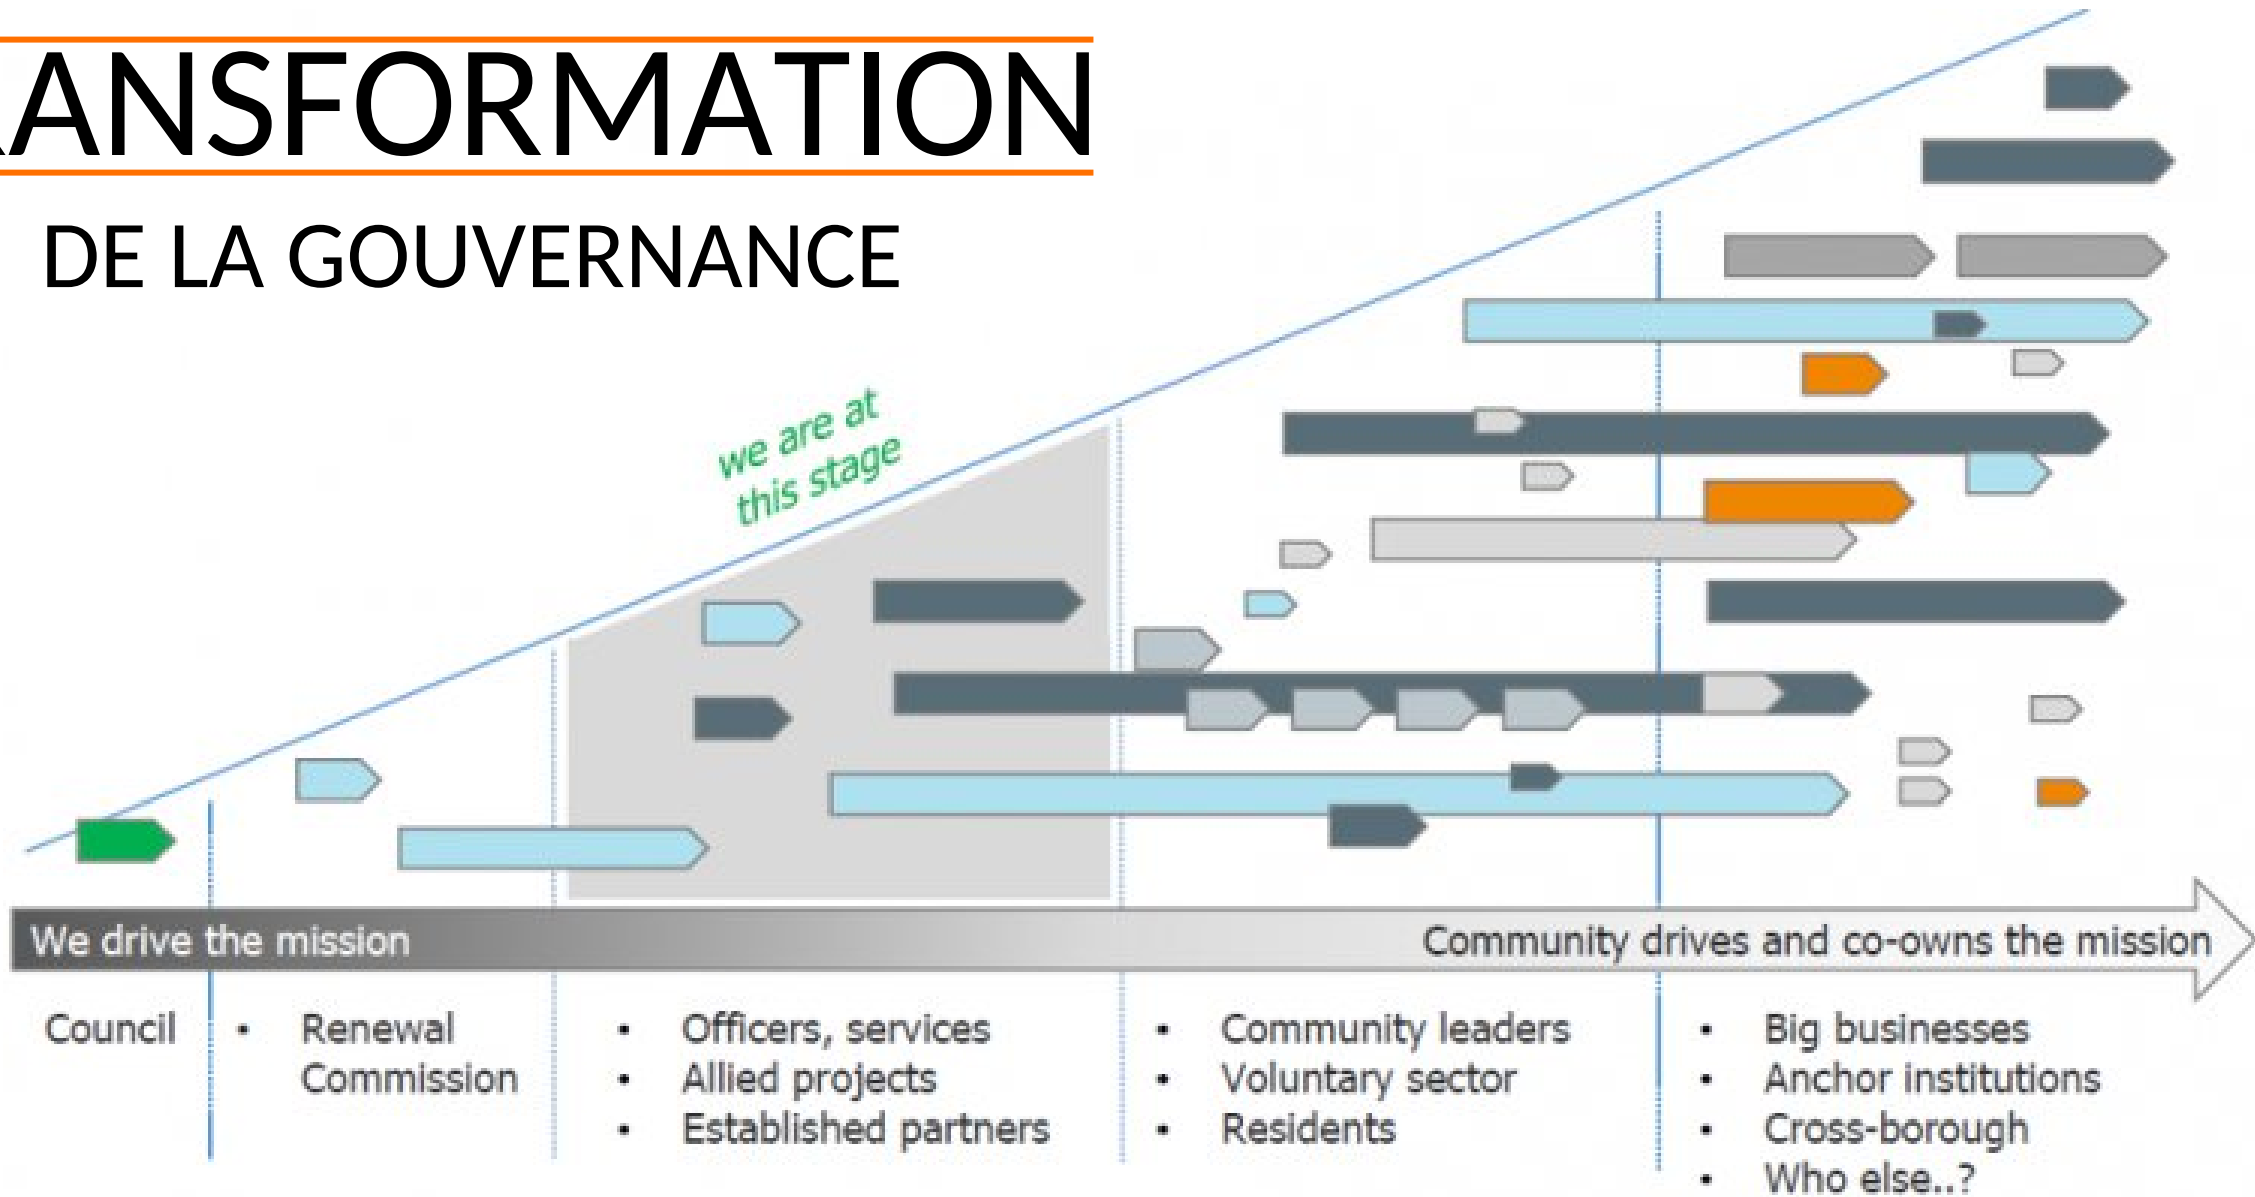 RANSFORMATION
DE LA GOUVERNANCE
we are at
this stage
We drive the mission
Community drives and co-owns the mission
Council
• Renewal
Commission
• Officers, services
• Allied projects
• Established partners
• Community leaders
• Voluntary sector
• Residents
• Big businesses
• Anchor institutions
• Cross-borough
• Who else..?